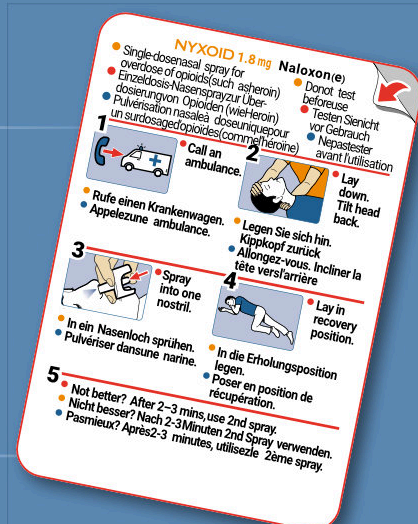 NYXOID 1.8 mg Naloxon(e)
Single-dosenasal spray for
overdose of opioids(such asheroin)
Einzeldosis-Nasensprayzur Über-
dosierungvon Opioiden (wieHeroin)
Pulvérisation nasaleà doseuniquepour
un surdosaged'opioides(commel'héroine)
Donot test
beforeuse
Testen Sienicht
vor Gebrauch
Nepastester
avant l'utilisation
1
Call an
ambulance.
Rufe einen Krankenwagen.
Appelezune ambulance.
2
Lay
down.
Tilt head
back.
Legen Sie sich hin.
Kippkopf zurück
Allongez-vous. Incliner la
tête versl'arrière
3
Spray
into one
nostril.
In ein Nasenloch sprühen.
Pulvériser dansune narine.
4
Lay in
recovery
position.
In die Erholungsposition
legen.
Poser en position de
récupération.
5
Not better? After 2–3 mins,use 2nd spray.
Nicht besser? Nach 2-3Minuten 2nd Spray verwenden.
Pasmieux? Après2-3 minutes, utilisezle 2ème spray.